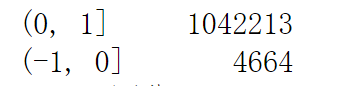 (0, 1] 1042213
(-1, 0] 4664